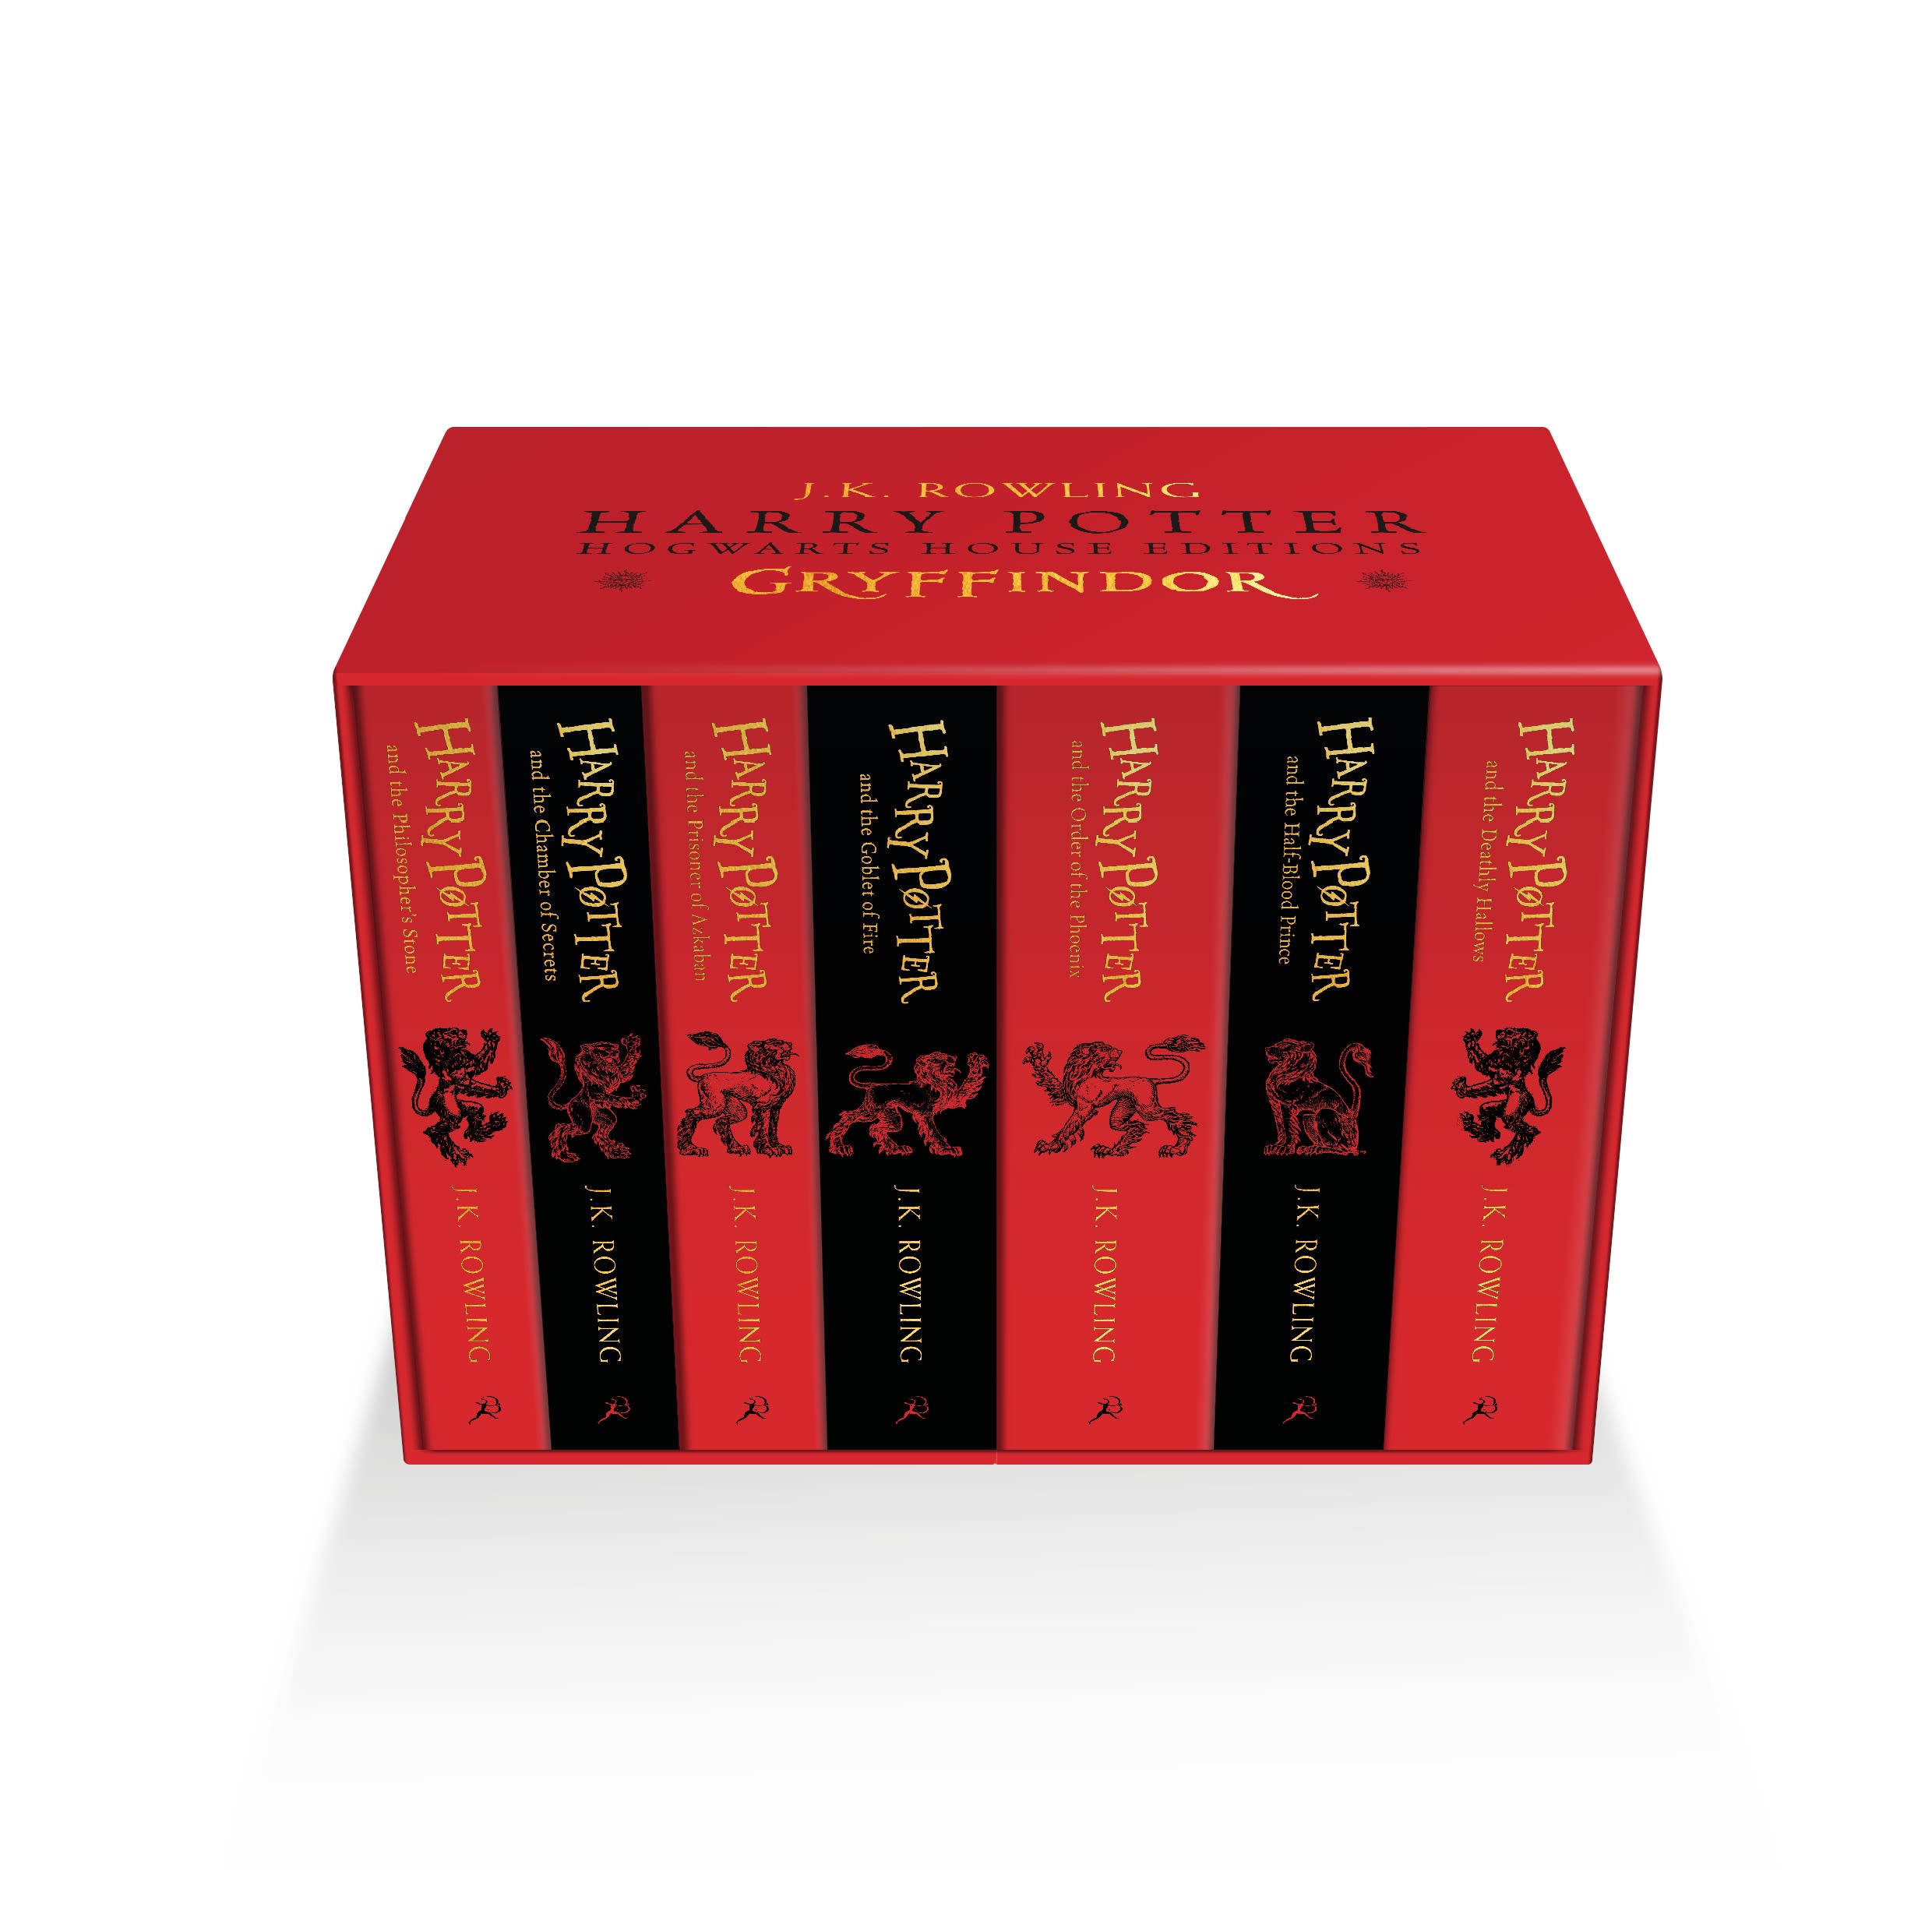 J.K. ROWLING
HARRY POTTER
HOGWARTS HOUSE EDITIONS
GRYFFINDOR
HARRY POTTER
and the Philosopher's Stone
J.K. ROWLING
HARRY POTTER
and the Chamber of Secrets
J.K. ROWLING
HARRY POTTER
and the Prisoner of Azkaban
J.K. ROWLING
HARRY POTTER
and the Goblet of Fire
J.K. ROWLING
HARRY POTTER
and the Order of the Phoenix
J.K. ROWLING
HARRY POTTER
and the Half-Blood Prince
J.K. ROWLING
HARRY POTTER
and the Deathly Hallows
J.K. ROWLING